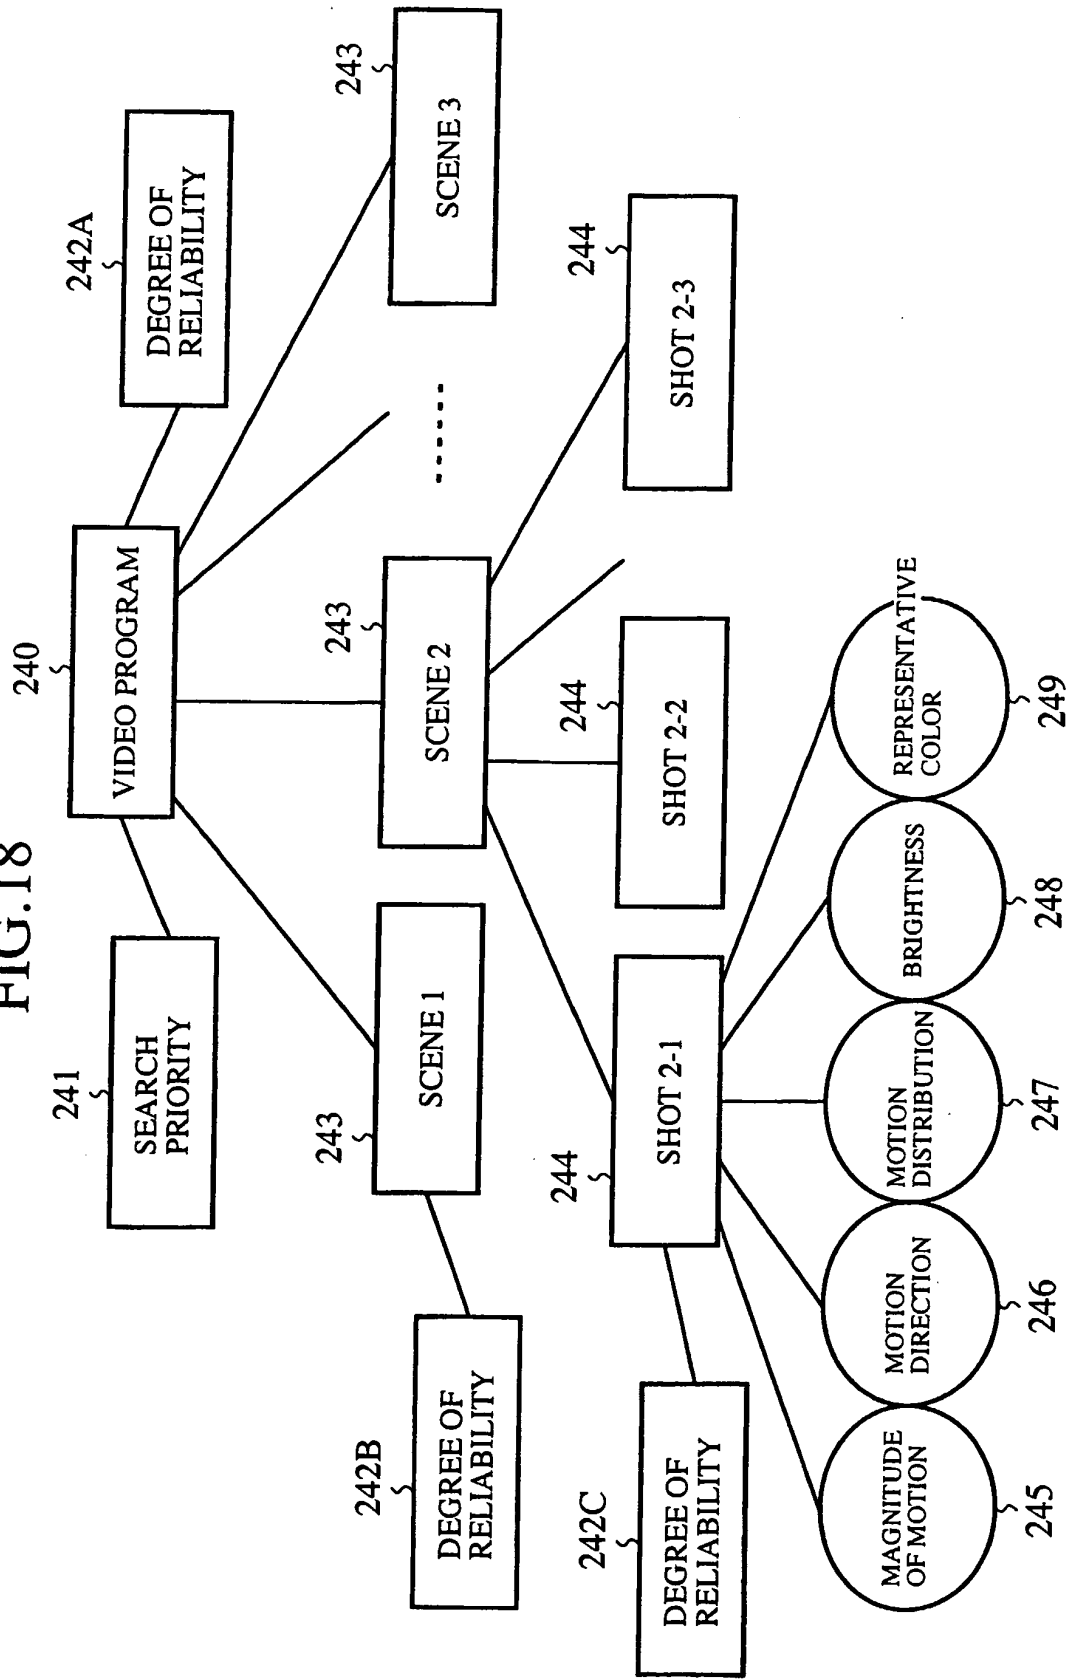 FIG.18
240
VIDEO PROGRAM
241
SEARCH
PRIORITY
242A
DEGREE OF
RELIABILITY
243
SCENE 1
243
SCENE 2
......
243
SCENE 3
242B
DEGREE OF
RELIABILITY
244
SHOT 2-1
244
SHOT 2-2
244
SHOT 2-3
242C
DEGREE OF
RELIABILITY
MAGNITUDE
OF MOTION
245
MOTION
DIRECTION
246
MOTION
DISTRIBUTION
247
BRIGHTNESS
248
REPRESENTATIVE
COLOR
249